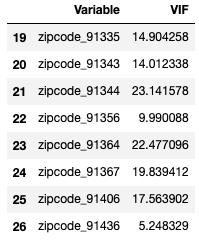 Variable VIF
19 zipcode_91335 14.904258
20 zipcode_91343 14.012338
21 zipcode_91344 23.141578
22 zipcode_91356 9.990088
23 zipcode_91364 22.477096
24 zipcode_91367 19.839412
25 zipcode_91406 17.563902
26 zipcode_91436 5.248329